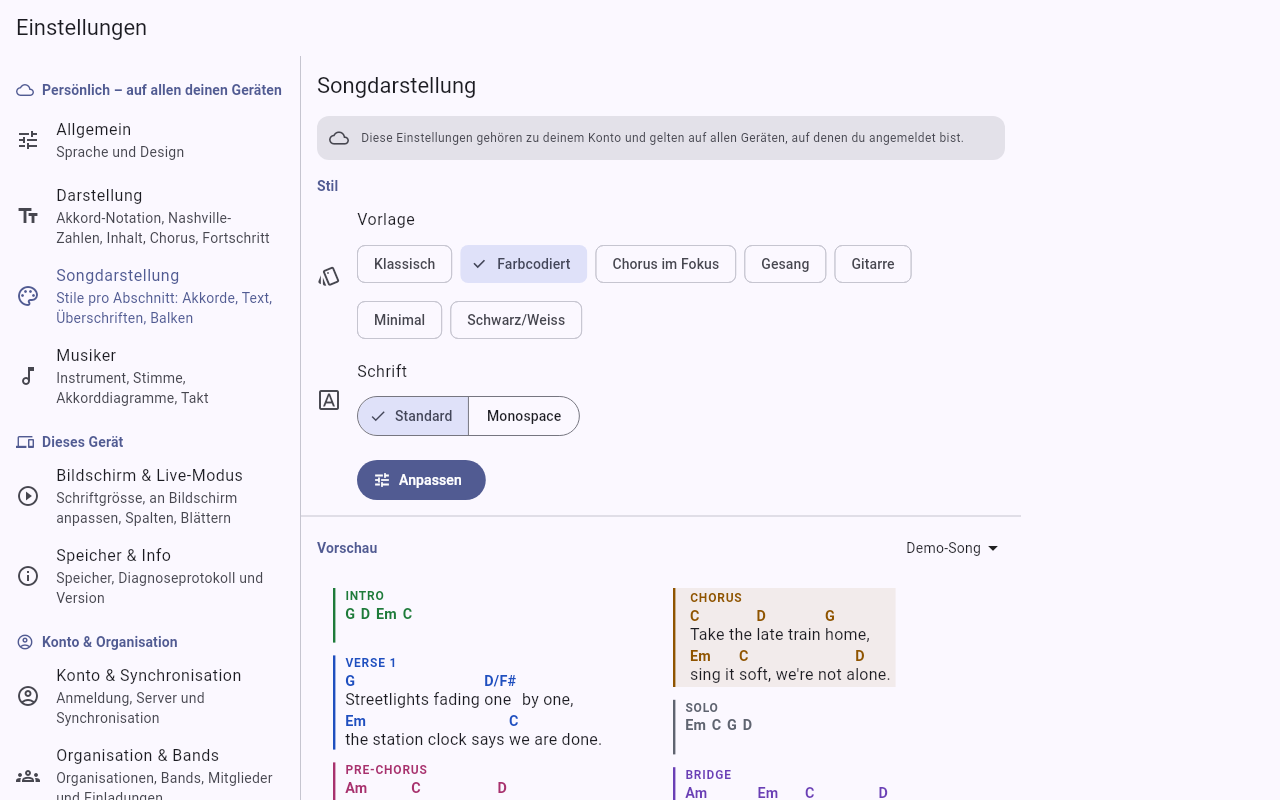 Einstellungen
Persönlich – auf allen deinen Geräten
Allgemein
Sprache und Design
Darstellung
Akkord-Notation, Nashville-
Zahlen, Inhalt, Chorus, Fortschritt
Songdarstellung
Stile pro Abschnitt: Akkorde, Text,
Überschriften, Balken
Musiker
Instrument, Stimme,
Akkorddiagramme, Takt
Dieses Gerät
Bildschirm & Live-Modus
Schriftgrösse, an Bildschirm
anpassen, Spalten, Blättern
Speicher & Info
Speicher, Diagnoseprotokoll und
Version
Konto & Organisation
Konto & Synchronisation
Anmeldung, Server und
Synchronisation
Organisation & Bands
Organisationen, Bands, Mitglieder
und Einladungen
Songdarstellung
Diese Einstellungen gehören zu deinem Konto und gelten auf allen Geräten, auf denen du angemeldet bist.
Stil
Vorlage
Klassisch Farbcodiert Chorus im Fokus Gesang Gitarre
Minimal Schwarz/Weiss
Schrift
Standard Monospace
Anpassen
Vorschau Demo-Song
INTRO
G D Em C
VERSE 1
G D/F#
Streetlights fading one by one,
Em C
the station clock says we are done.
PRE-CHORUS
Am C D
CHORUS
C D G
Take the late train home,
Em C D
sing it soft, we're not alone.
SOLO
Em C G D
BRIDGE
Am Em C D